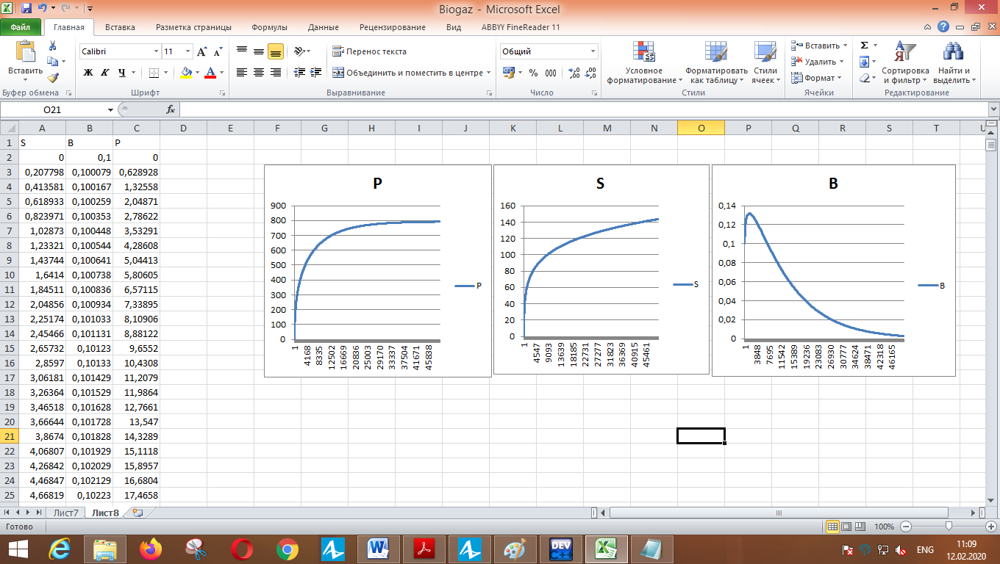 Biogaz - Microsoft Excel
Файл Главная Вставка Разметка страницы Формулы Данные Рецензирование Вид ABBYY FineReader 11
Вставить
Calibri 11
Ж К Ч
Перенос текста
Объединить и поместить в центре
Общий
% 000
Условное форматирование
Форматировать как таблицу
Стили ячеек
Вставить
Удалить
Формат
Σ
Сортировка и фильтр
Найти и выделить
Буфер обмена Шрифт Выравнивание Число Стили Ячейки Редактирование
O21 fx
A B C D E F G H I J K L M N O P Q R S T U
1 S B P
2 0 0,1 0
3 0,207798 0,100079 0,628928
4 0,413581 0,100167 1,32558
5 0,618933 0,100259 2,04871
6 0,823971 0,100353 2,78622
7 1,02873 0,100448 3,53291
8 1,23321 0,100544 4,28608
9 1,43744 0,100641 5,04413
10 1,6414 0,100738 5,80605
11 1,84511 0,100836 6,57115
12 2,04856 0,100934 7,33895
13 2,25174 0,101033 8,10906
14 2,45466 0,101131 8,88122
15 2,65732 0,10123 9,6552
16 2,8597 0,10133 10,4308
17 3,06181 0,101429 11,2079
18 3,26364 0,101529 11,9864
19 3,46518 0,101628 12,7661
20 3,66644 0,101728 13,547
21 3,8674 0,101828 14,3289
22 4,06807 0,101929 15,1118
23 4,26842 0,102029 15,8957
24 4,46847 0,102129 16,6804
25 4,66819 0,10223 17,4658
P
900
800
700
600
500
400
300
200
100
0
1 4168 8335 12502 16669 20836 25003 29170 33337 37504 41671 45838
P
S
160
140
120
100
80
60
40
20
0
1 4547 9093 13639 18185 22731 27277 31823 36369 40915 45461
S
B
0,14
0,12
0,1
0,08
0,06
0,04
0,02
0
1 3848 7695 11542 15389 19236 23083 26930 30777 34624 38471 42318 46165
B
Лист7 Лист8
Готово 100%
DEV C++
ENG
11:09
12.02.2020